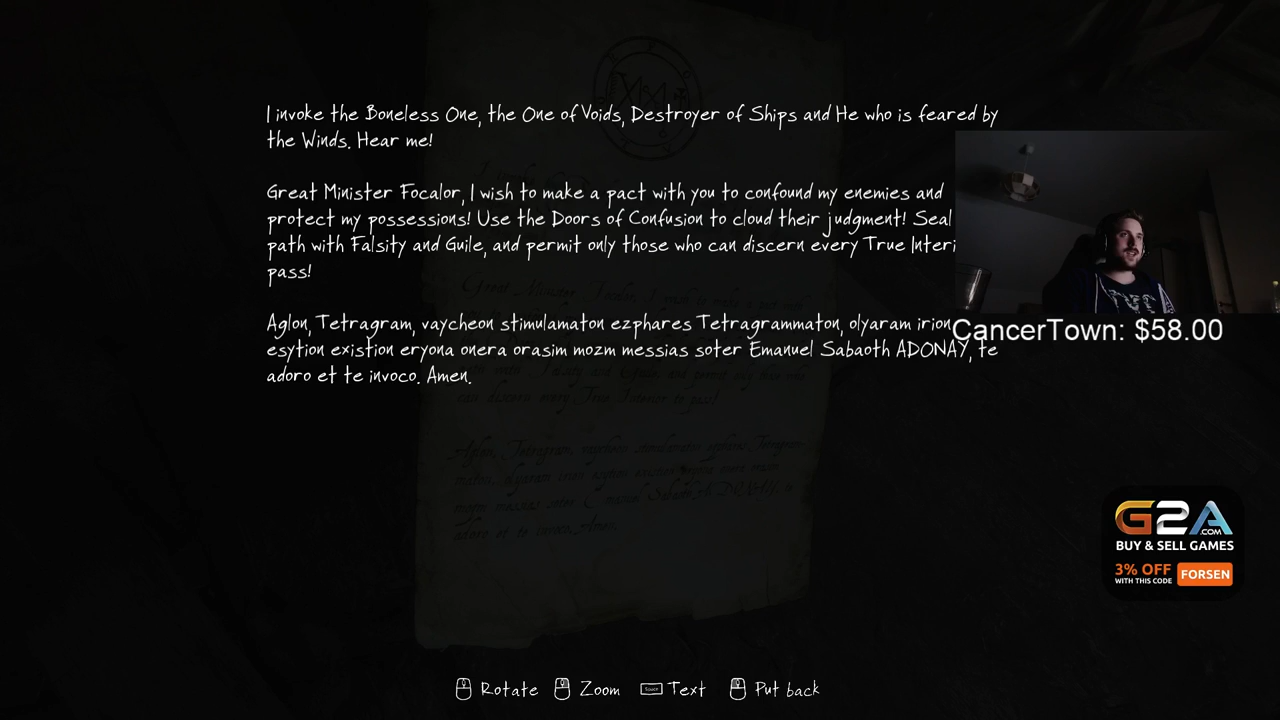 I invoke the Boneless One, the One of Voids, Destroyer of Ships and He who is feared by
the Winds. Hear me!
Great Minister Focalor, I wish to make a pact with you to confound my enemies and
protect my possessions! Use the Doors of Confusion to cloud their judgment! Seal
path with Falsity and Guile, and permit only those who can discern every True Interi
pass!
Aglon, Tetragram, vaycheon stimulamaton ezphares Tetragrammaton, olyaram irion
esytion existion eryona onera orasim mozm messias soter Emanuel Sabaoth ADONAY, te
adoro et te invoco. Amen.
CancerTown: $58.00
G2A
.COM
BUY & SELL GAMES
3% OFF
WITH THIS CODE
FORSEN
Rotate Zoom Text Put back